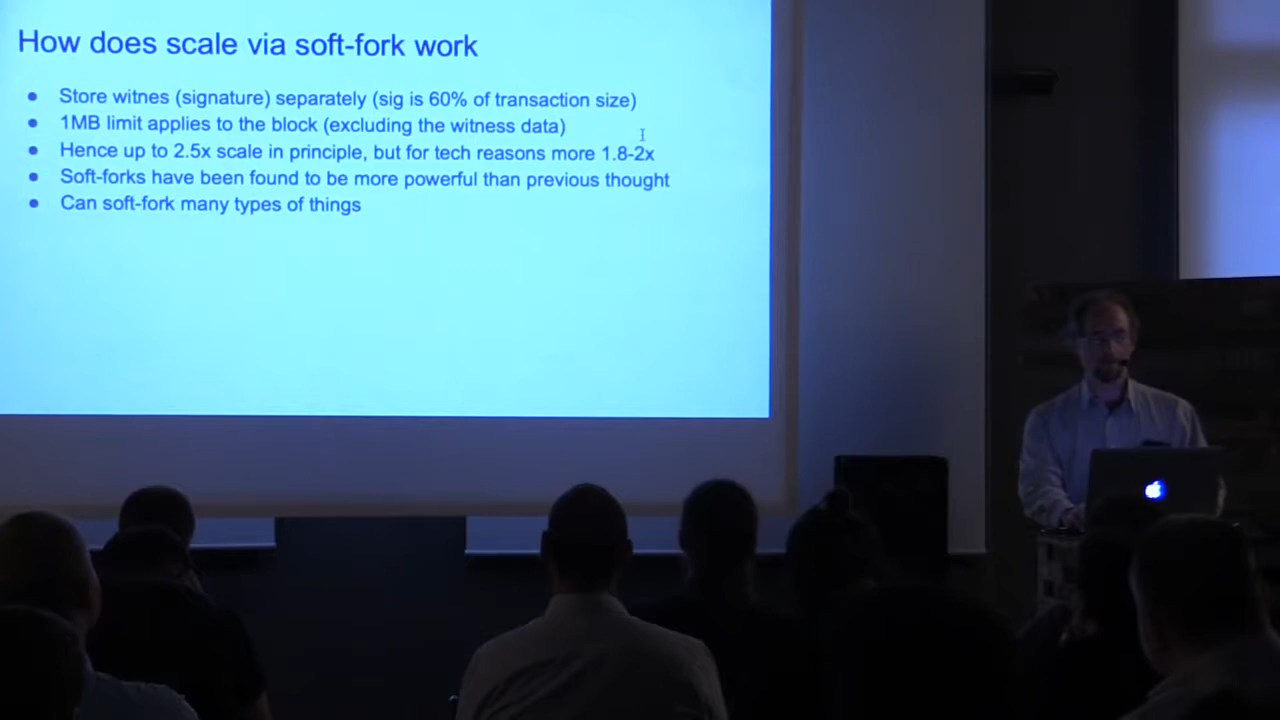 How does scale via soft-fork work
Store witnes (signature) separately (sig is 60% of transaction size)
1MB limit applies to the block (excluding the witness data)
Hence up to 2.5x scale in principle, but for tech reasons more 1.8-2x
Soft-forks have been found to be more powerful than previous thought
Can soft-fork many types of things